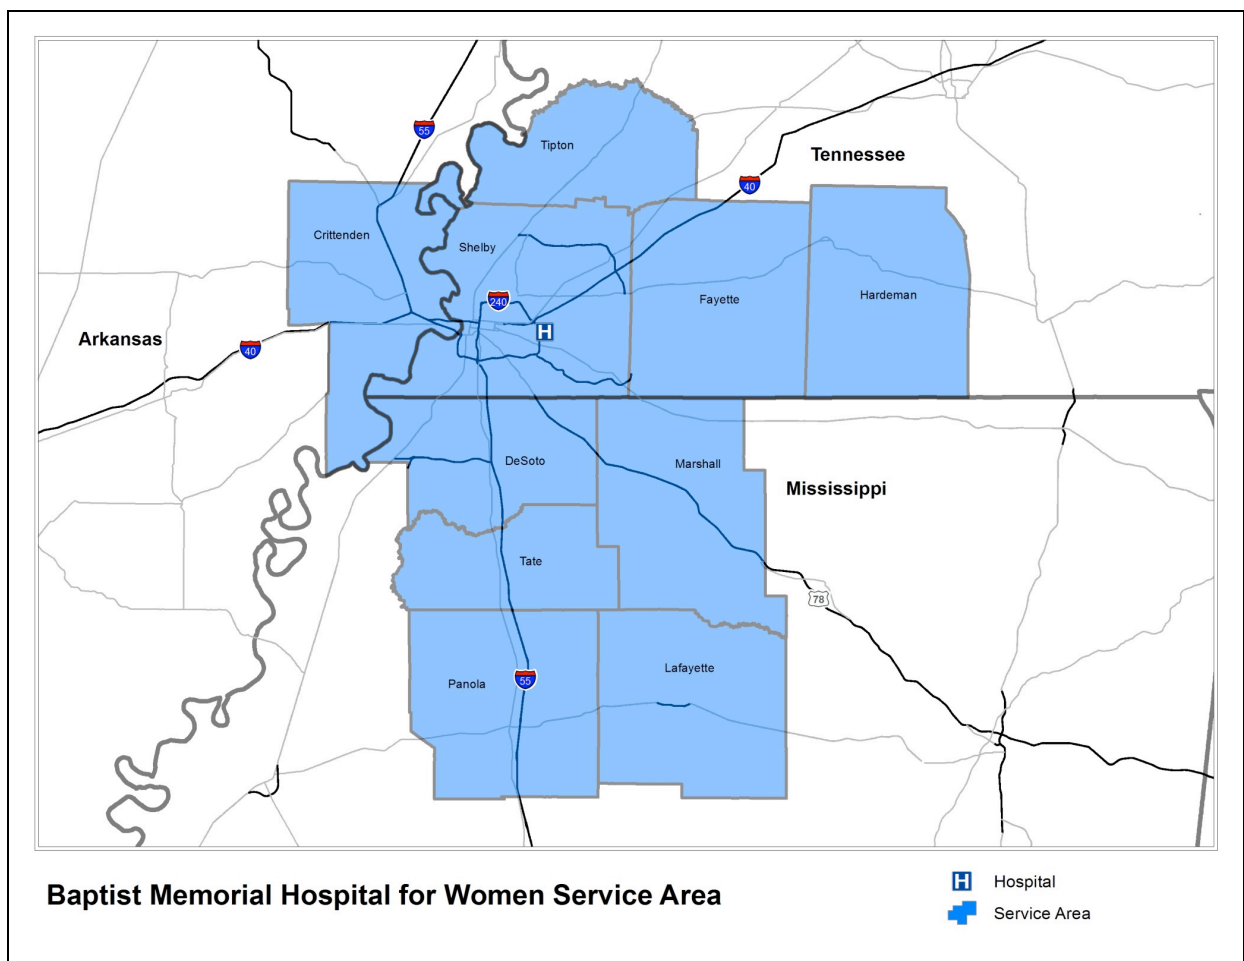 55
Tipton
Tennessee
40
Crittenden
Shelby
240
Fayette
Hardeman
Arkansas
H
40
DeSoto
Marshall
Mississippi
Tate
78
Lafayette
Panola
55
Baptist Memorial Hospital for Women Service Area
H Hospital
Service Area